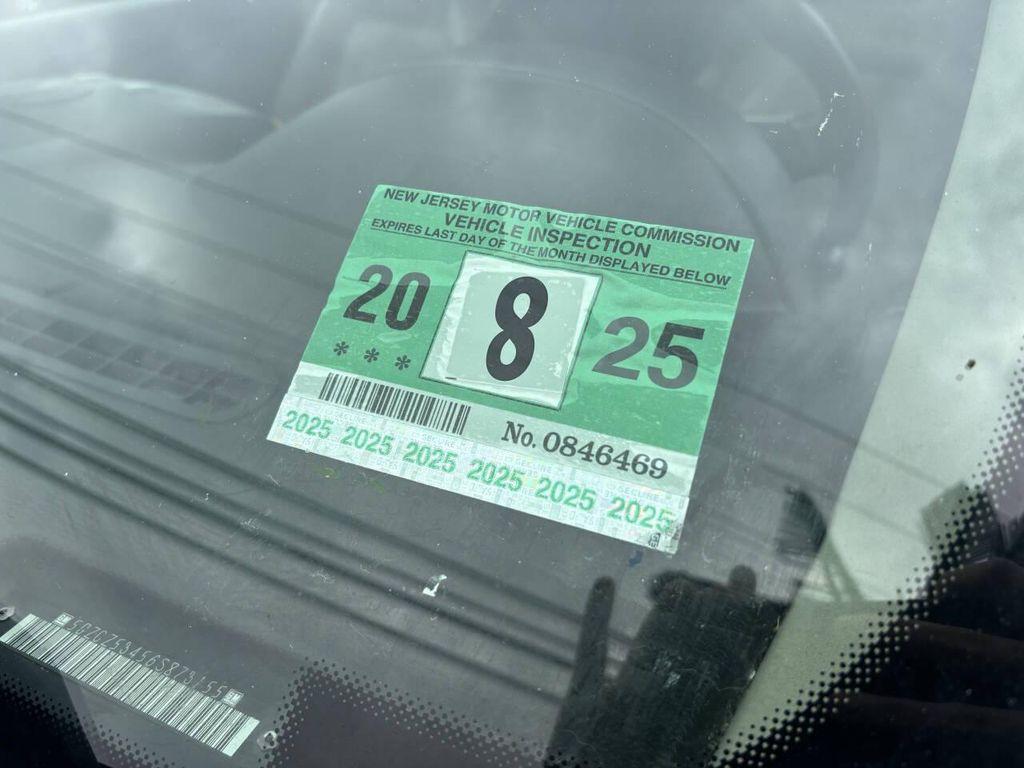 NEW JERSEY MOTOR VEHICLE COMMISSION
VEHICLE INSPECTION
EXPIRES LAST DAY OF THE MONTH DISPLAYED BELOW
20 8 25
***
No. 0846469
2025 2025 2025 2025 2025 2025